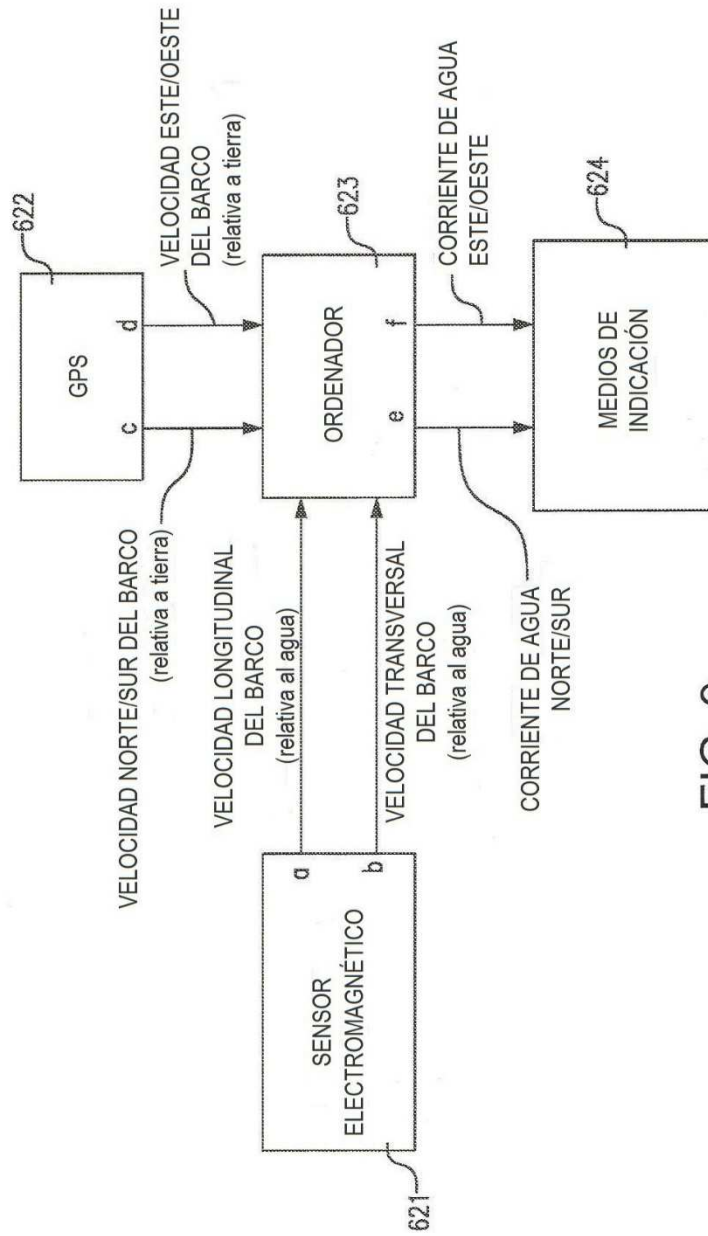 622
GPS
c
d
VELOCIDAD NORTE/SUR DEL BARCO
(relativa a tierra)
VELOCIDAD ESTE/OESTE
DEL BARCO
(relativa a tierra)
621
SENSOR
ELECTROMAGNÉTICO
a
b
VELOCIDAD LONGITUDINAL
DEL BARCO
(relativa al agua)
VELOCIDAD TRANSVERSAL
DEL BARCO
(relativa al agua)
623
ORDENADOR
e
f
CORRIENTE DE AGUA
NORTE/SUR
CORRIENTE DE AGUA
ESTE/OESTE
624
MEDIOS DE
INDICACIÓN